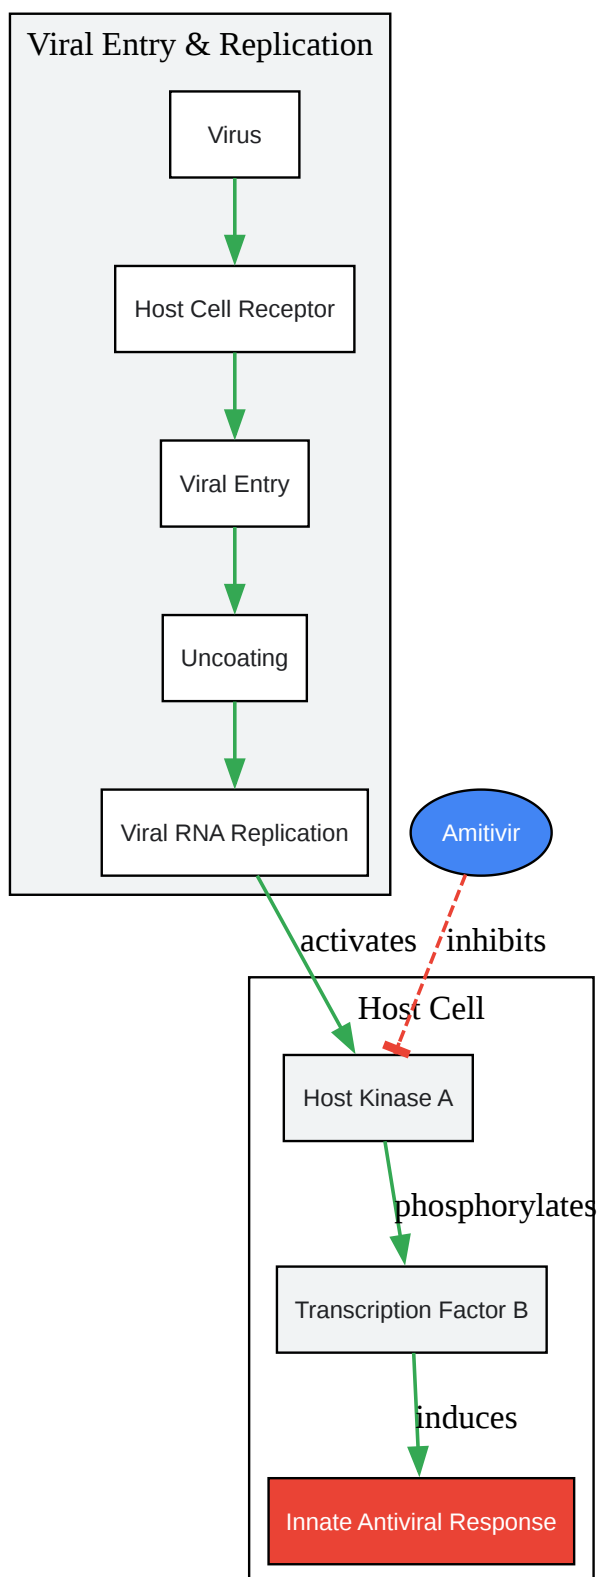 Viral Entry & Replication
Virus
Host Cell Receptor
Viral Entry
Uncoating
Viral RNA Replication
Amitivir
activates
inhibits
Host Cell
Host Kinase A
phosphorylates
Transcription Factor B
induces
Innate Antiviral Response